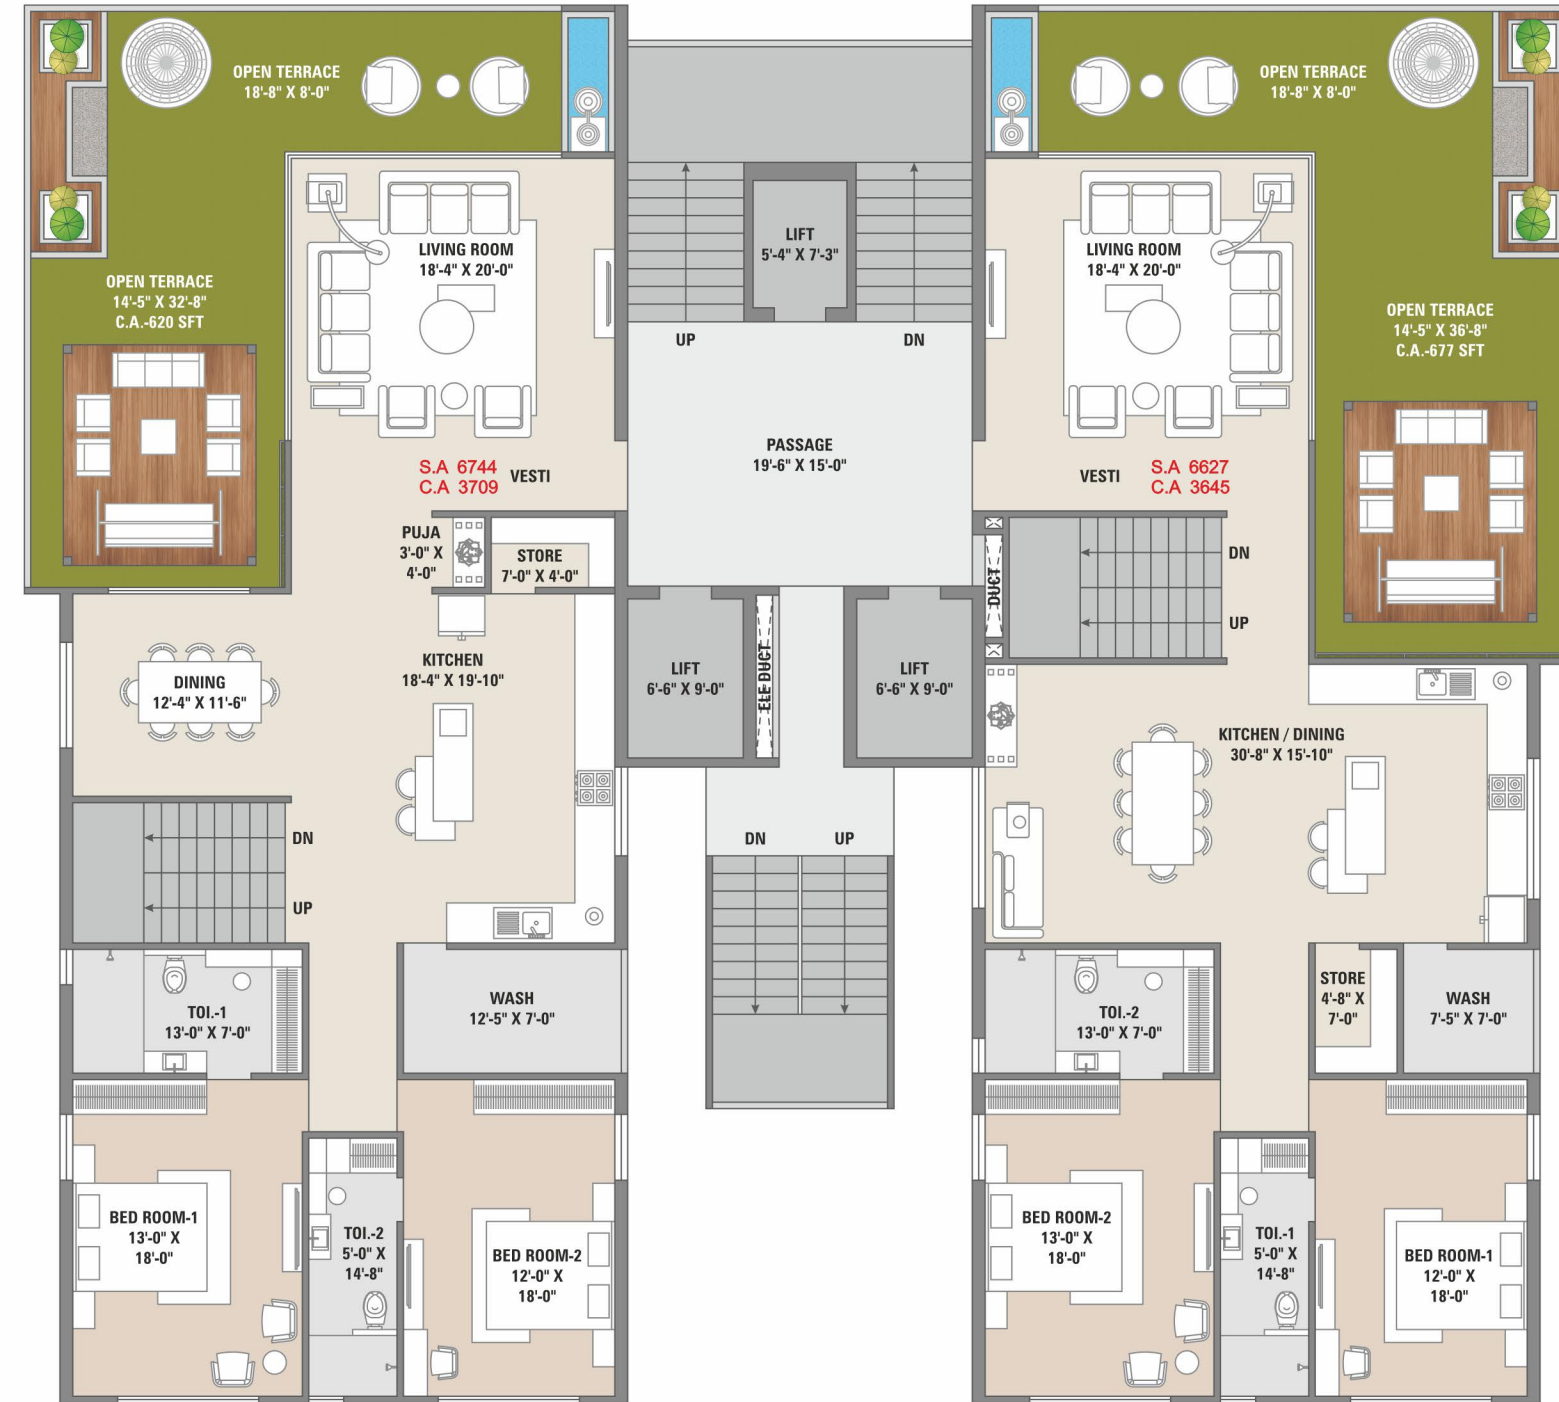 OPEN TERRACE
18'-8" X 8'-0"
OPEN TERRACE
18'-8" X 8'-0"
LIVING ROOM
18'-4" X 20'-0"
LIFT
5'-4" X 7'-3"
LIVING ROOM
18'-4" X 20'-0"
OPEN TERRACE
14'-5" X 32'-8"
C.A.-620 SFT
OPEN TERRACE
14'-5" X 36'-8"
C.A.-677 SFT
UP
DN
PASSAGE
19'-6" X 15'-0"
S.A 6744
C.A 3709
VESTI
VESTI
S.A 6627
C.A 3645
PUJA
3'-0" X
4'-0"
STORE
7'-0" X 4'-0"
DUCT
DN
UP
DINING
12'-4" X 11'-6"
KITCHEN
18'-4" X 19'-10"
LIFT
6'-6" X 9'-0"
ELE DUCT
LIFT
6'-6" X 9'-0"
KITCHEN / DINING
30'-8" X 15'-10"
DN
UP
DN
UP
TOI.-1
13'-0" X 7'-0"
WASH
12'-5" X 7'-0"
TOI.-2
13'-0" X 7'-0"
STORE
4'-8" X
7'-0"
WASH
7'-5" X 7'-0"
BED ROOM-1
13'-0" X
18'-0"
TOI.-2
5'-0" X
14'-8"
BED ROOM-2
12'-0" X
18'-0"
BED ROOM-2
13'-0" X
18'-0"
TOI.-1
5'-0" X
14'-8"
BED ROOM-1
12'-0" X
18'-0"